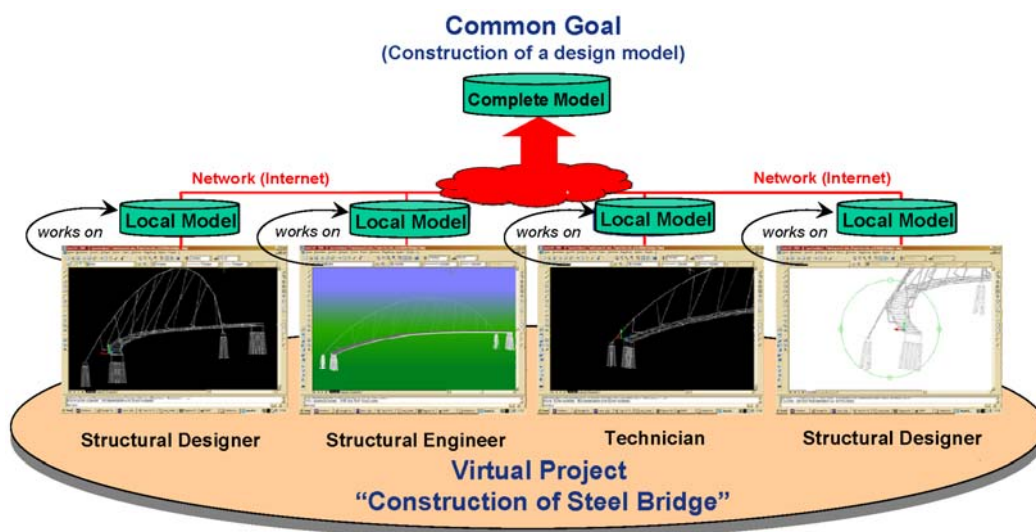 Common Goal
(Construction of a design model)
Complete Model
Network (Internet)
Network (Internet)
Local Model
Local Model
Local Model
Local Model
works on
works on
works on
works on
Structural Designer
Structural Engineer
Technician
Structural Designer
Virtual Project
“Construction of Steel Bridge”